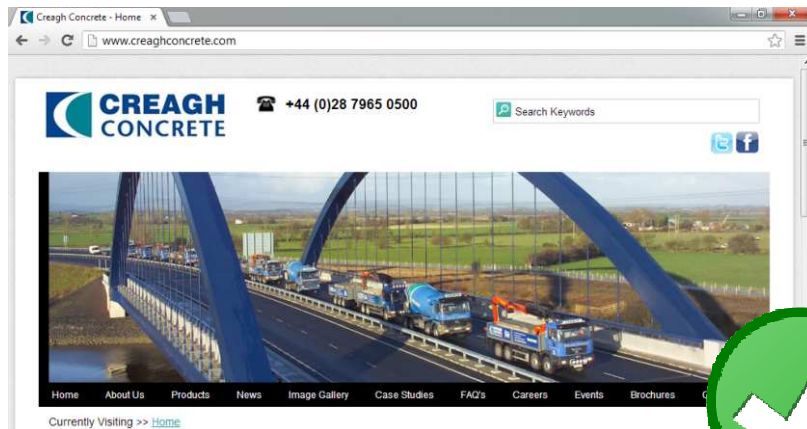 Creagh Concrete - Home
www.creaghconcrete.com
CREAGH
CONCRETE
+44 (0)28 7965 0500
Search Keywords
Home About Us Products News Image Gallery Case Studies FAQ's Careers Events Brochures
Currently Visiting >> Home